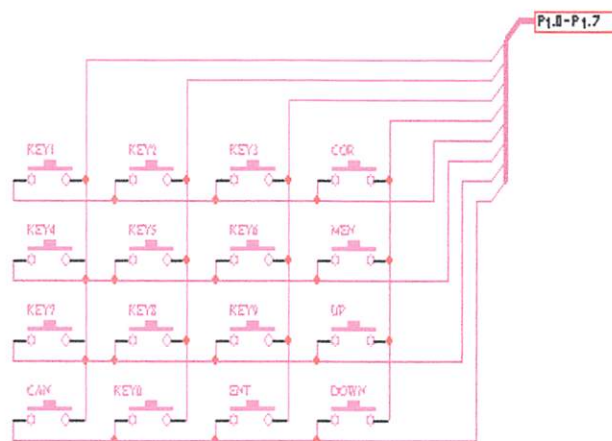 P1.0-P1.7
KEY1 KEY2 KEY3 COR
KEY4 KEY5 KEY6 MEN
KEY7 KEY8 KEY9 UP
CAN KEY0 ENT DOWN